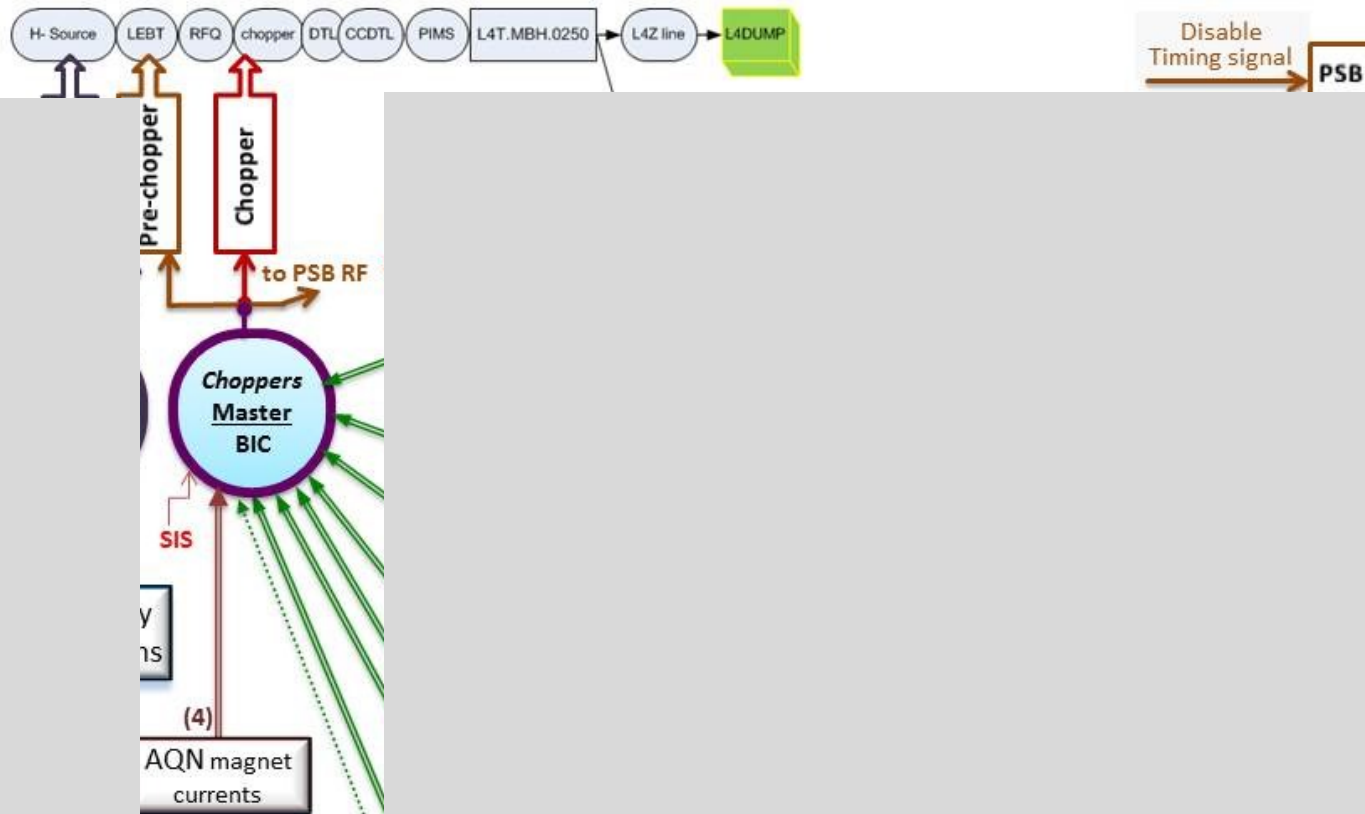 H- Source LEBT RFQ chopper DTL CCDTL PIMS L4T.MBH.0250 L4Z line L4DUMP
Disable
Timing signal
PSB
Pre-chopper
Chopper
to PSB RF
Choppers
Master
BIC
SIS
(4)
AQN magnet
currents